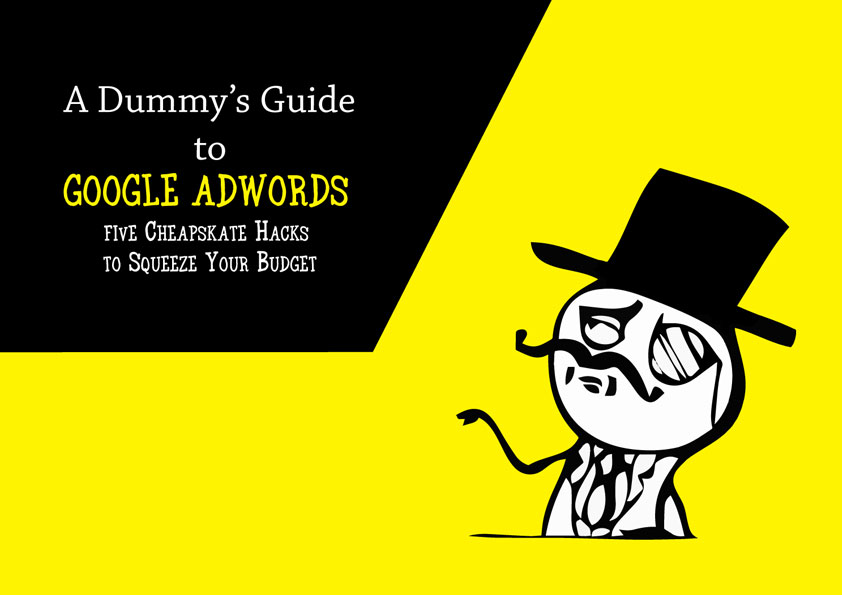 A Dummy's Guide
to
GOOGLE ADWORDS
FIVE CHEAPSKATE HACKS
TO SQUEEZE YOUR BUDGET